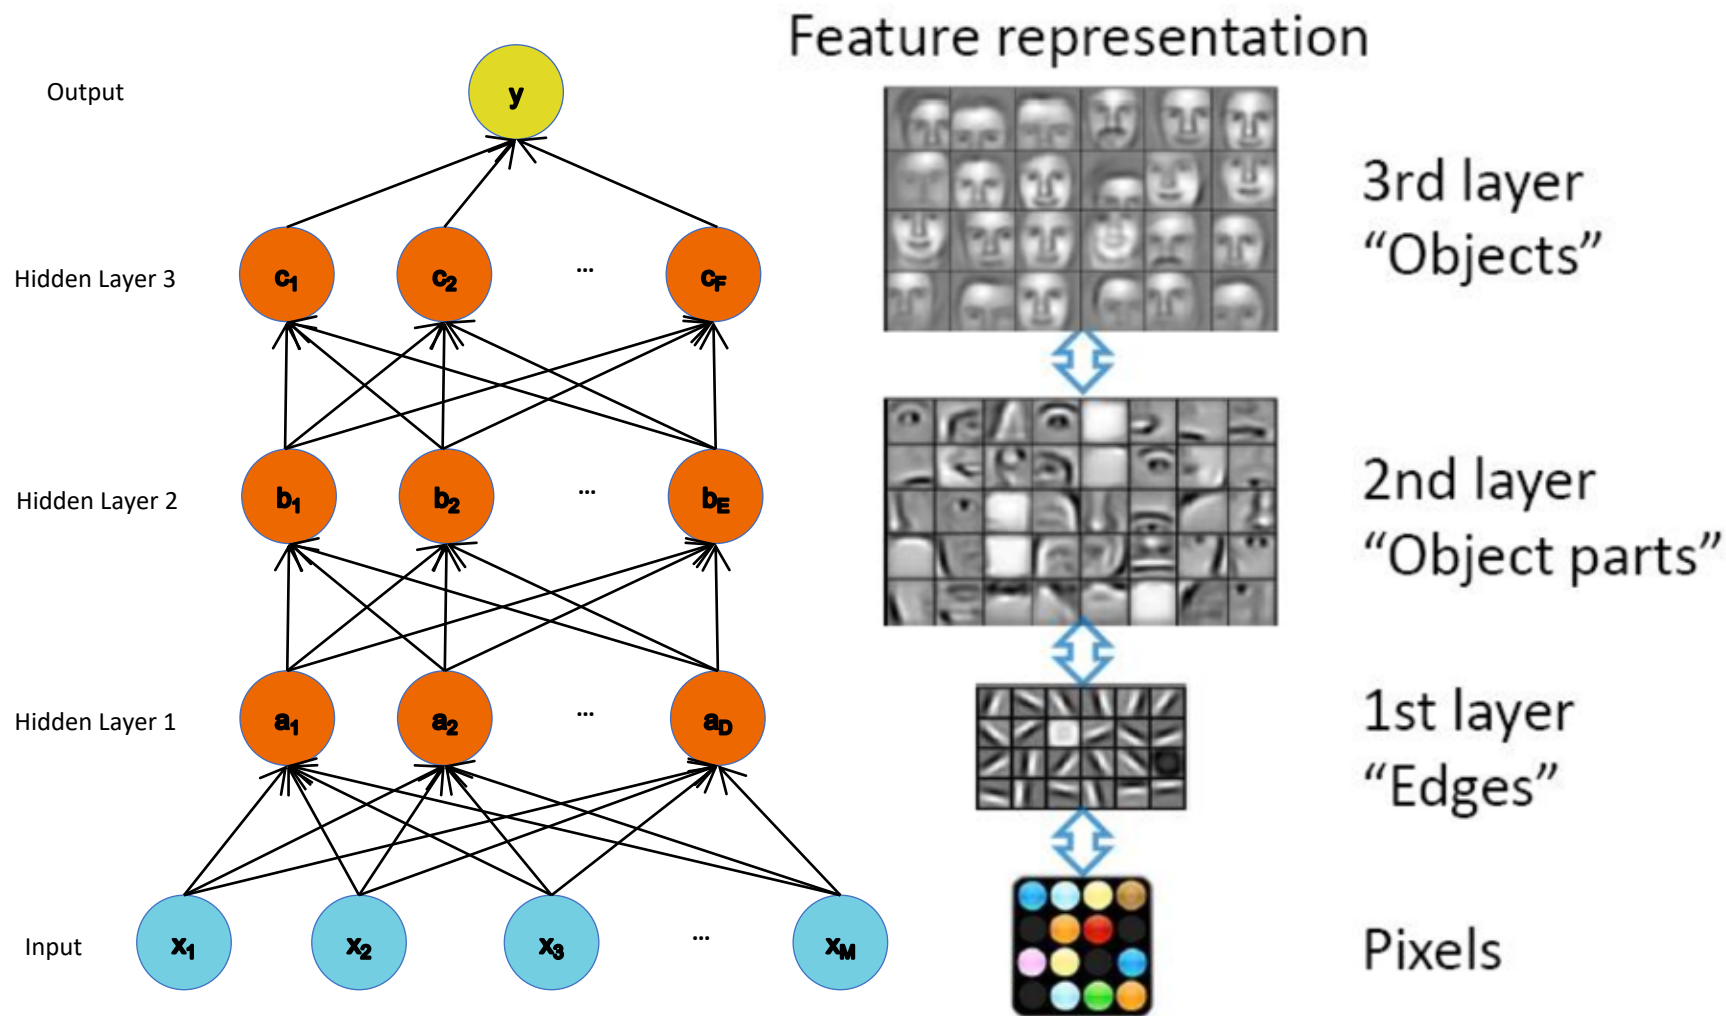 Feature representation
Output
y
3rd layer
“Objects”
Hidden Layer 3
c1
c2
...
cF
2nd layer
“Object parts”
Hidden Layer 2
b1
b2
...
bE
1st layer
“Edges”
Hidden Layer 1
a1
a2
...
aD
Input
x1
x2
x3
...
xM
Pixels